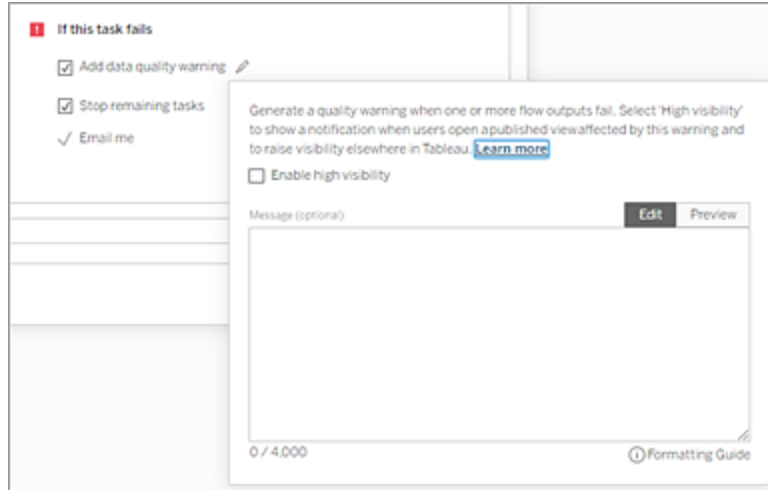 If this task fails
Add data quality warning
Stop remaining tasks
Email me
Generate a quality warning when one or more flow outputs fail. Select 'High visibility'
to show a notification when users open a published view affected by this warning and
to raise visibility elsewhere in Tableau. Learn more
Enable high visibility
Message (optional)
Edit
Preview
0 / 4,000
Formatting Guide